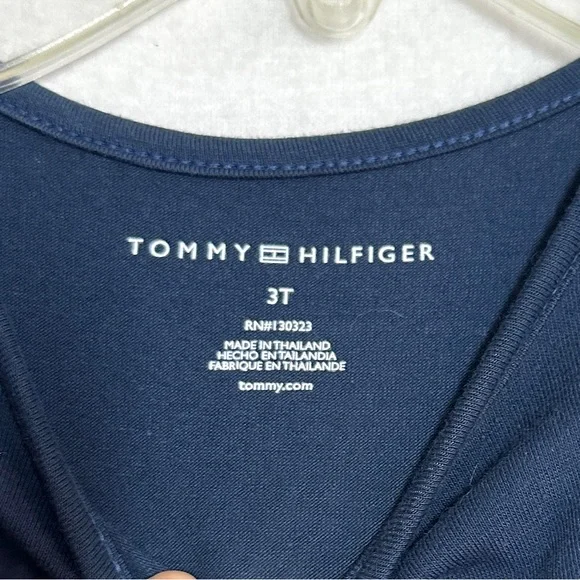 TOMMY HILFIGER
3T
RN#130323
MADE IN THAILAND
HECHO EN TAILANDIA
FABRIQUE EN THAILANDE
tommy.com